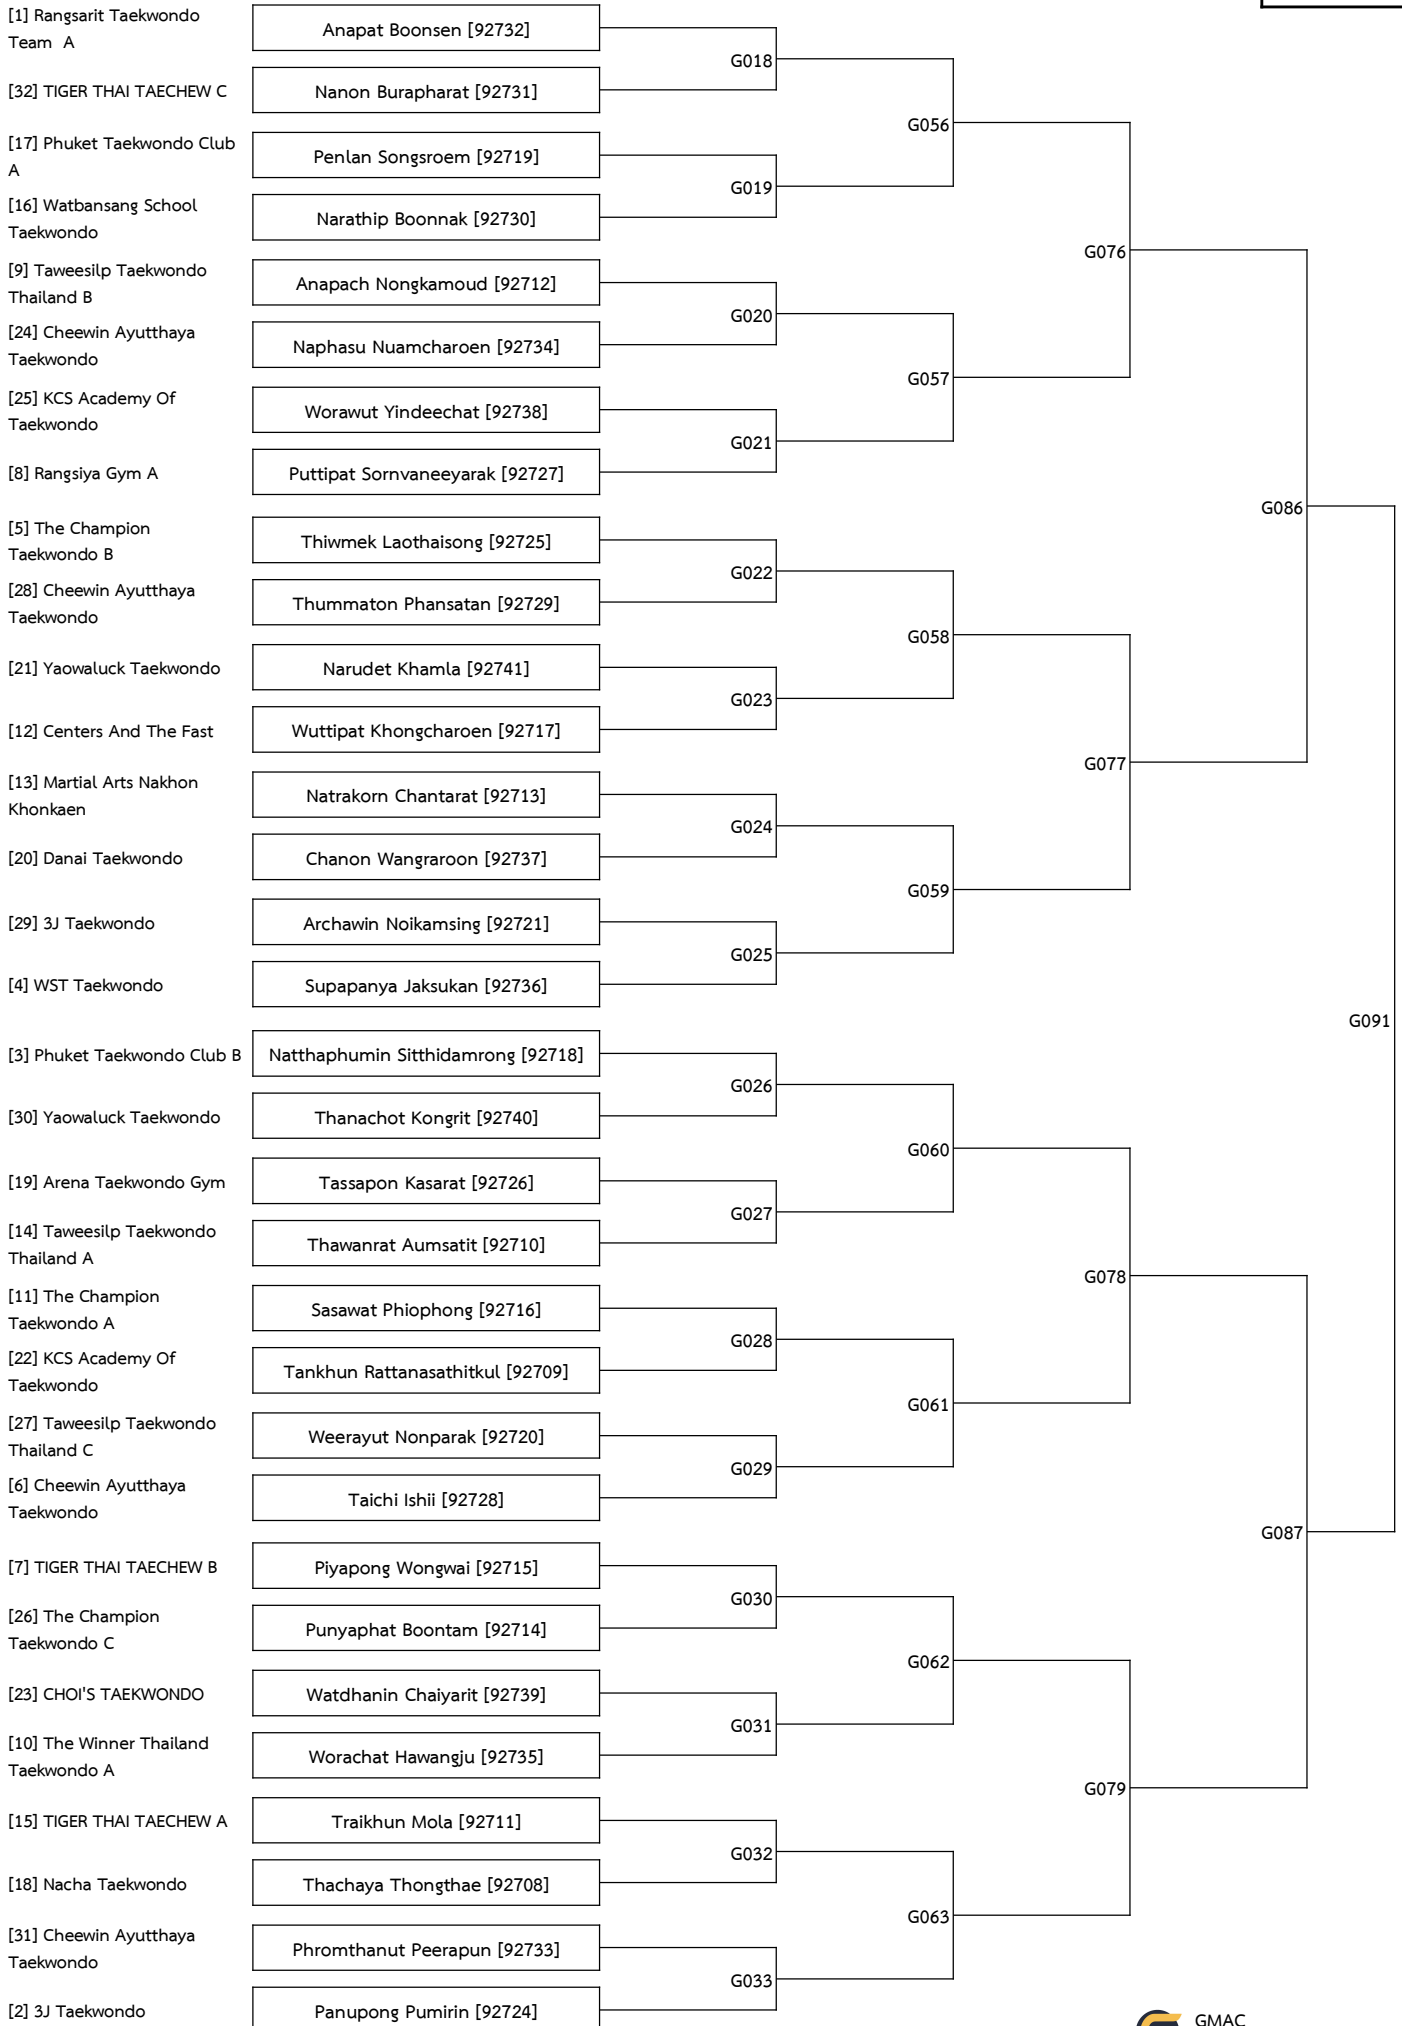 [1] Rangsarit Taekwondo
Team A
Anapat Boonsen [92732]
G018
[32] TIGER THAI TAECHEW C
Nanon Burapharat [92731]
G056
[17] Phuket Taekwondo Club
A
Penlan Songsroem [92719]
G019
[16] Watbansang School
Taekwondo
Narathip Boonnak [92730]
G076
[9] Taweesilp Taekwondo
Thailand B
Anapach Nongkamoud [92712]
G020
[24] Cheewin Ayutthaya
Taekwondo
Naphasu Nuamcharoen [92734]
G057
[25] KCS Academy Of
Taekwondo
Worawut Yindeechat [92738]
G021
[8] Rangsiya Gym A
Puttipat Sornvaneeyarak [92727]
G086
[5] The Champion
Taekwondo B
Thiwmek Laothaisong [92725]
G022
[28] Cheewin Ayutthaya
Taekwondo
Thummaton Phansatan [92729]
G058
[21] Yaowaluck Taekwondo
Narudet Khamla [92741]
G023
[12] Centers And The Fast
Wuttipat Khongcharoen [92717]
G077
[13] Martial Arts Nakhon
Khonkaen
Natrakorn Chantarat [92713]
G024
[20] Danai Taekwondo
Chanon Wangraroon [92737]
G059
[29] 3J Taekwondo
Archawin Noikamsing [92721]
G025
[4] WST Taekwondo
Supapanya Jaksukan [92736]
G091
[3] Phuket Taekwondo Club B
Natthaphumin Sitthidamrong [92718]
G026
[30] Yaowaluck Taekwondo
Thanachot Kongrit [92740]
G060
[19] Arena Taekwondo Gym
Tassapon Kasarat [92726]
G027
[14] Taweesilp Taekwondo
Thailand A
Thawanrat Aumsatit [92710]
G078
[11] The Champion
Taekwondo A
Sasawat Phiophong [92716]
G028
[22] KCS Academy Of
Taekwondo
Tankhun Rattanasathitkul [92709]
G061
[27] Taweesilp Taekwondo
Thailand C
Weerayut Nonparak [92720]
G029
[6] Cheewin Ayutthaya
Taekwondo
Taichi Ishii [92728]
G087
[7] TIGER THAI TAECHEW B
Piyapong Wongwai [92715]
G030
[26] The Champion
Taekwondo C
Punyaphat Boontam [92714]
G062
[23] CHOI'S TAEKWONDO
Watdhanin Chaiyarit [92739]
G031
[10] The Winner Thailand
Taekwondo A
Worachat Hawangju [92735]
G079
[15] TIGER THAI TAECHEW A
Traikhun Mola [92711]
G032
[18] Nacha Taekwondo
Thachaya Thongthae [92708]
G063
[31] Cheewin Ayutthaya
Taekwondo
Phromthanut Peerapun [92733]
G033
[2] 3J Taekwondo
Panupong Pumirin [92724]
GMAC